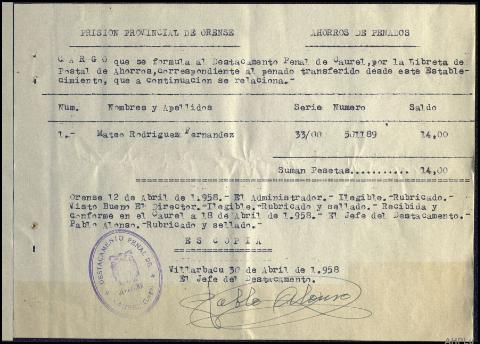 PRISION PROVINCIAL DE ORENSE AHORROS DE PENADOS
C A R G O que se formula al Destacamento Penal de Caurel,por la Libreta de
Postal de Ahorros,correspondiente al penado transferido desde este Estable-
cimiento, que a continuacion se relaciona.-
Num. Nombres y Apellidos Serie Numero Saldo
1.- Mateo Rodriguez Fernandez 33/00 501189 14,00
Suman Pesetas........... 14,00
Orense 12 de Abril de 1.958.- El Administrador.- Ilegible.-Rubricado.-
Visto Bueno El Director.-Ilegible.-Rubricado y sellado.- Recibida y
conforme en el Caurel a 18 de Abril de 1.958.- El Jefe del Destacamento.-
Pablo Alonso.-Rubricado y sellado.-
ES COPIA
Villarbacu 30 de Abril de 1.958
El Jefe del Destacamento.
Pablo Alonso
DESTACAMENTO PENAL DE